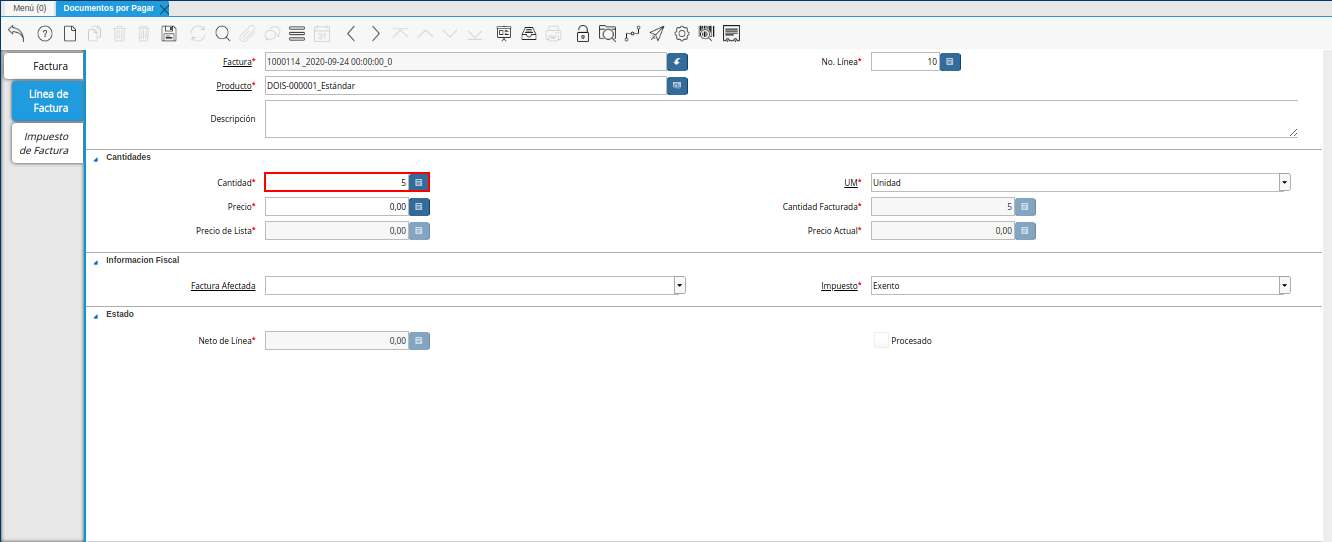 Menú (0) Documentos por Pagar
Factura
Línea de
Factura
Impuesto
de Factura
Factura* 1000114 _2020-09-24 00:00:00_0 No. Línea* 10
Producto* DOIS-000001_Estándar
Descripción
Cantidades
Cantidad* 5 UM* Unidad
Precio* 0,00 Cantidad Facturada* 5
Precio de Lista* 0,00 Precio Actual* 0,00
Informacion Fiscal
Factura Afectada Impuesto* Exento
Estado
Neto de Línea* 0,00 Procesado